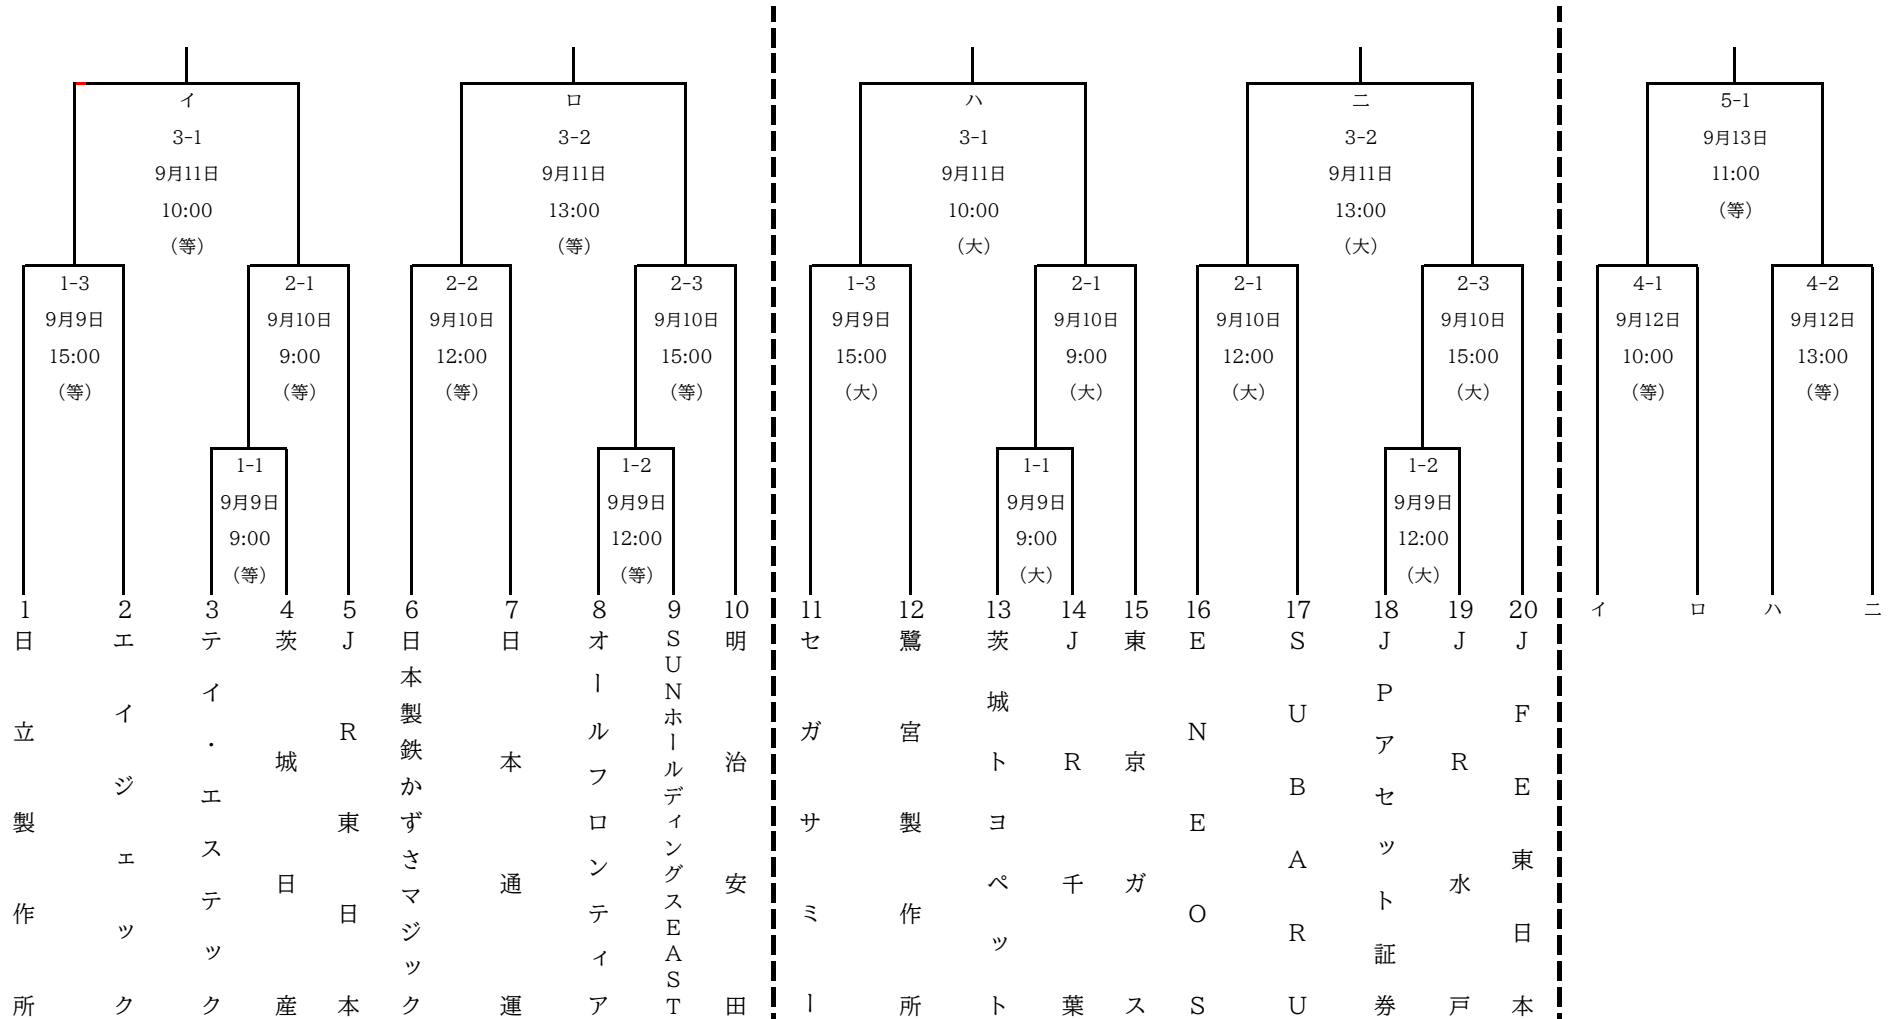 イ
3-1
9月11日
10:00
(等)
ロ
3-2
9月11日
13:00
(等)
ハ
3-1
9月11日
10:00
(大)
二
3-2
9月11日
13:00
(大)
5-1
9月13日
11:00
(等)
1-3
9月9日
15:00
(等)
2-1
9月10日
9:00
(等)
2-2
9月10日
12:00
(等)
2-3
9月10日
15:00
(等)
1-3
9月9日
15:00
(大)
2-1
9月10日
9:00
(大)
2-1
9月10日
12:00
(大)
2-3
9月10日
15:00
(大)
4-1
9月12日
10:00
(等)
4-2
9月12日
13:00
(等)
1-1
9月9日
9:00
(等)
1-2
9月9日
12:00
(等)
1-1
9月9日
9:00
(大)
1-2
9月9日
12:00
(大)
1
日立製作所
2
エイジェック
3
テイ・エステック
4
茨城日産
5
JR東日本
6
日本製鉄かずさマジック
7
日本通運
8
オールフロンティア
9
SUNホールディングスEAST
10
明治安田
11
セガサミー
12
鷺宮製作所
13
茨城トヨペット
14
JR千葉
15
東京ガス
16
ENEOS
17
SUBARU
18
JPアセット証券
19
JR水戸
20
JFE東日本
イ
ロ
ハ
二